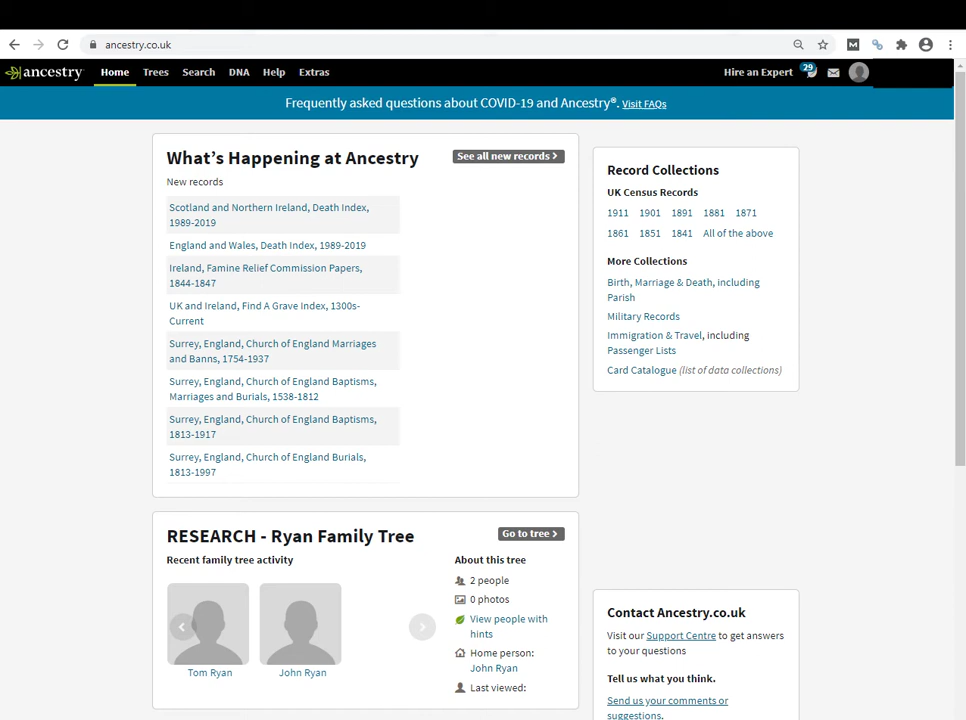 ancestry.co.uk
ancestry
Home Trees Search DNA Help Extras
Hire an Expert 29
Frequently asked questions about COVID-19 and Ancestry®. Visit FAQs
What's Happening at Ancestry
See all new records >
New records
Scotland and Northern Ireland, Death Index,
1989-2019
England and Wales, Death Index, 1989-2019
Ireland, Famine Relief Commission Papers,
1844-1847
UK and Ireland, Find A Grave Index, 1300s-
Current
Surrey, England, Church of England Marriages
and Banns, 1754-1937
Surrey, England, Church of England Baptisms,
Marriages and Burials, 1538-1812
Surrey, England, Church of England Baptisms,
1813-1917
Surrey, England, Church of England Burials,
1813-1997
Record Collections
UK Census Records
1911 1901 1891 1881 1871
1861 1851 1841 All of the above
More Collections
Birth, Marriage & Death, including
Parish
Military Records
Immigration & Travel, including
Passenger Lists
Card Catalogue (list of data collections)
RESEARCH - Ryan Family Tree
Go to tree >
Recent family tree activity
Tom Ryan
John Ryan
About this tree
2 people
0 photos
View people with
hints
Home person:
John Ryan
Last viewed:
Contact Ancestry.co.uk
Visit our Support Centre to get answers
to your questions
Tell us what you think.
Send us your comments or
suggestions.